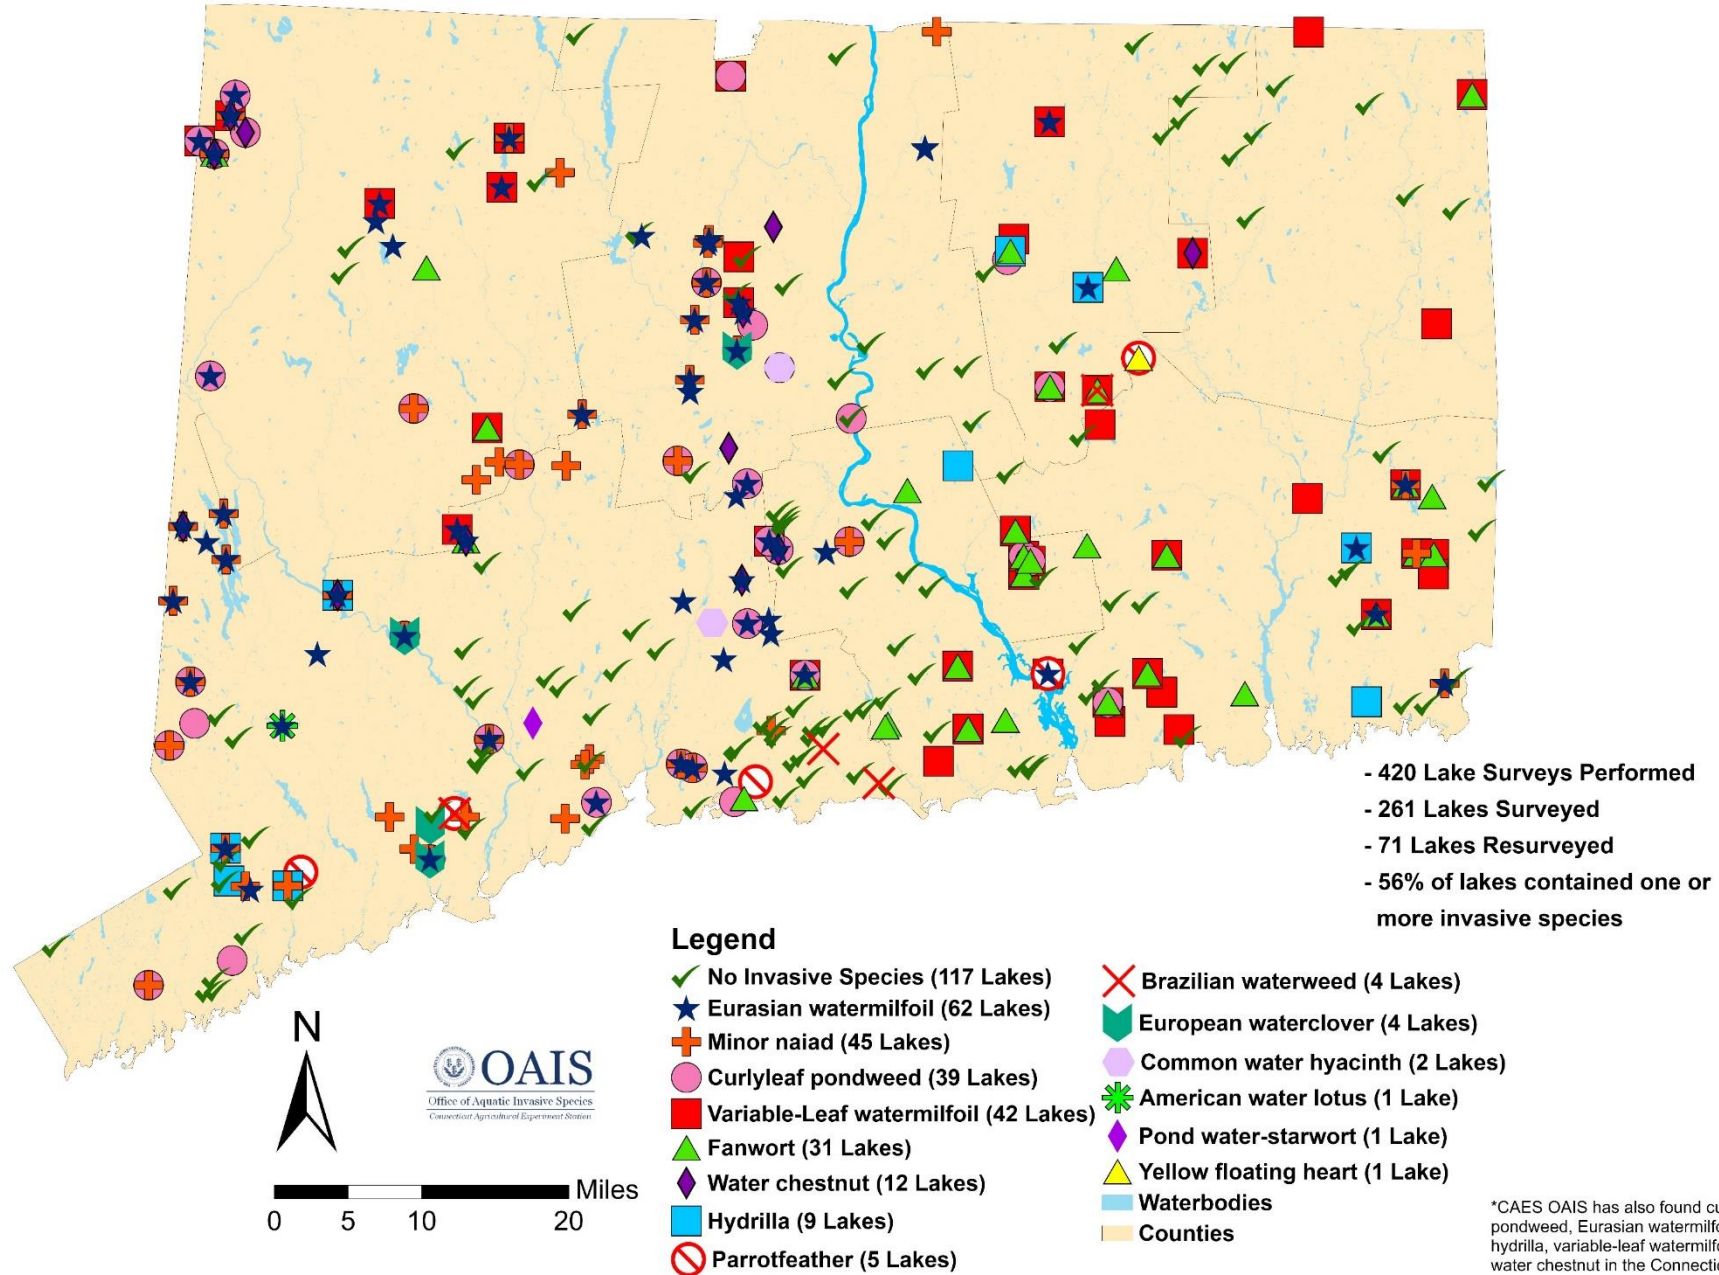 - 420 Lake Surveys Performed
- 261 Lakes Surveyed
- 71 Lakes Resurveyed
- 56% of lakes contained one or
more invasive species
Legend
No Invasive Species (117 Lakes)
Eurasian watermilfoil (62 Lakes)
Minor naiad (45 Lakes)
Curlyleaf pondweed (39 Lakes)
Variable-Leaf watermilfoil (42 Lakes)
Fanwort (31 Lakes)
Water chestnut (12 Lakes)
Hydrilla (9 Lakes)
Parrotfeather (5 Lakes)
Brazilian waterweed (4 Lakes)
European waterclover (4 Lakes)
Common water hyacinth (2 Lakes)
American water lotus (1 Lake)
Pond water-starwort (1 Lake)
Yellow floating heart (1 Lake)
Waterbodies
Counties
N
OAIS
Office of Aquatic Invasive Species
Connecticut Agricultural Experiment Station
Miles
0 5 10 20
*CAES OAIS has also found cu
pondweed, Eurasian watermilfo
hydrilla, variable-leaf watermilfo
water chestnut in the Connectic